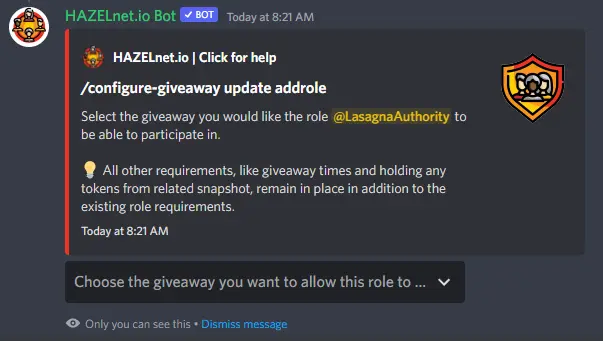 HAZELnet.io Bot ✓ BOT Today at 8:21 AM
HAZELnet.io | Click for help
/configure-giveaway update addrole
Select the giveaway you would like the role @LasagnaAuthority to
be able to participate in.
💡 All other requirements, like giveaway times and holding any
tokens from related snapshot, remain in place in addition to the
existing role requirements.
Today at 8:21 AM
Choose the giveaway you want to allow this role to ...
Only you can see this • Dismiss message